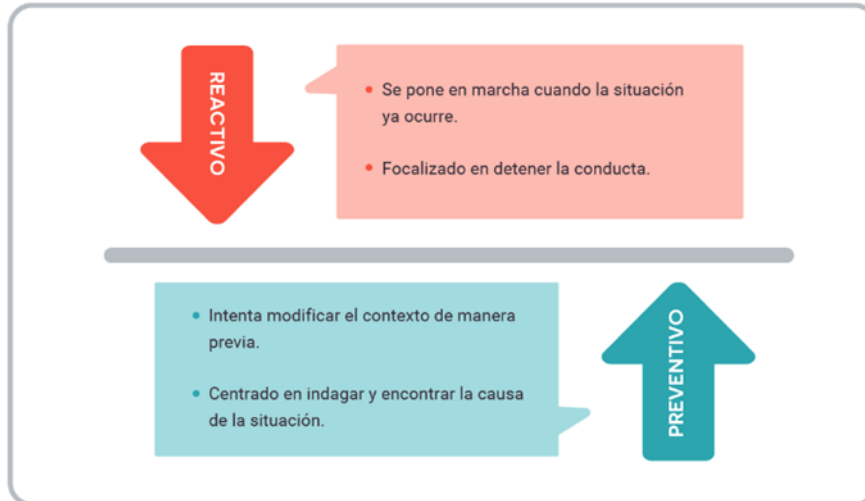 REACTIVO
• Se pone en marcha cuando la situación
ya ocurre.
• Focalizado en detener la conducta.
• Intenta modificar el contexto de manera
previa.
• Centrado en indagar y encontrar la causa
de la situación.
PREVENTIVO